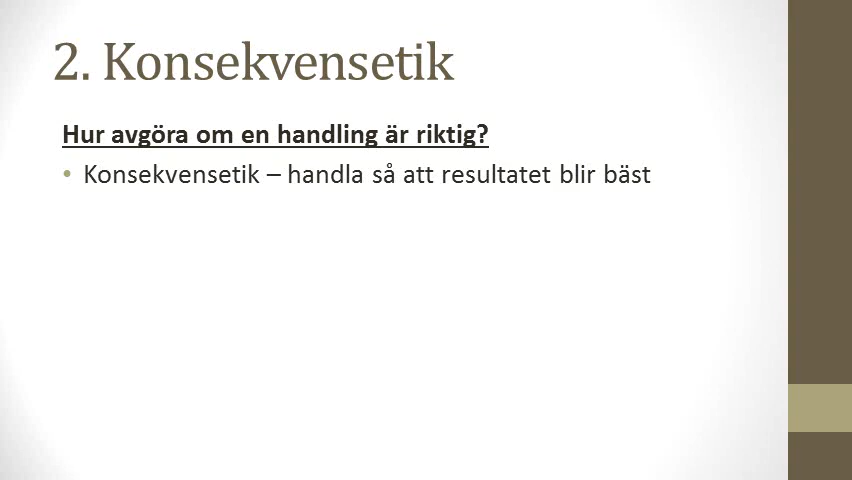 2. Konsekvensetik
Hur avgöra om en handling är riktig?
• Konsekvensetik – handla så att resultatet blir bäst